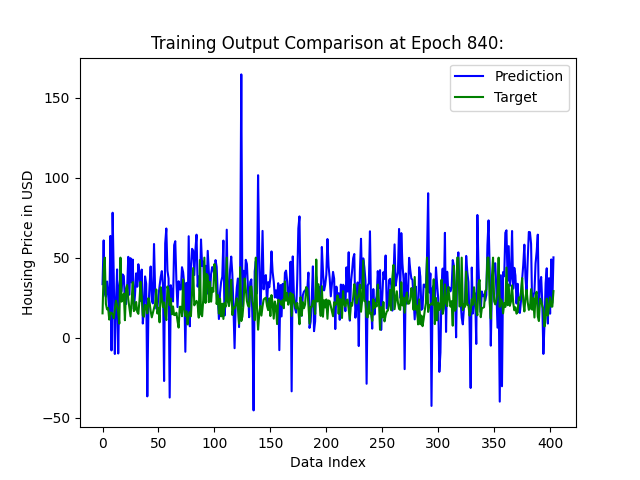 Training Output Comparison at Epoch 840:
Prediction
Target
150
100
50
0
−50
Housing Price in USD
0 50 100 150 200 250 300 350 400
Data Index